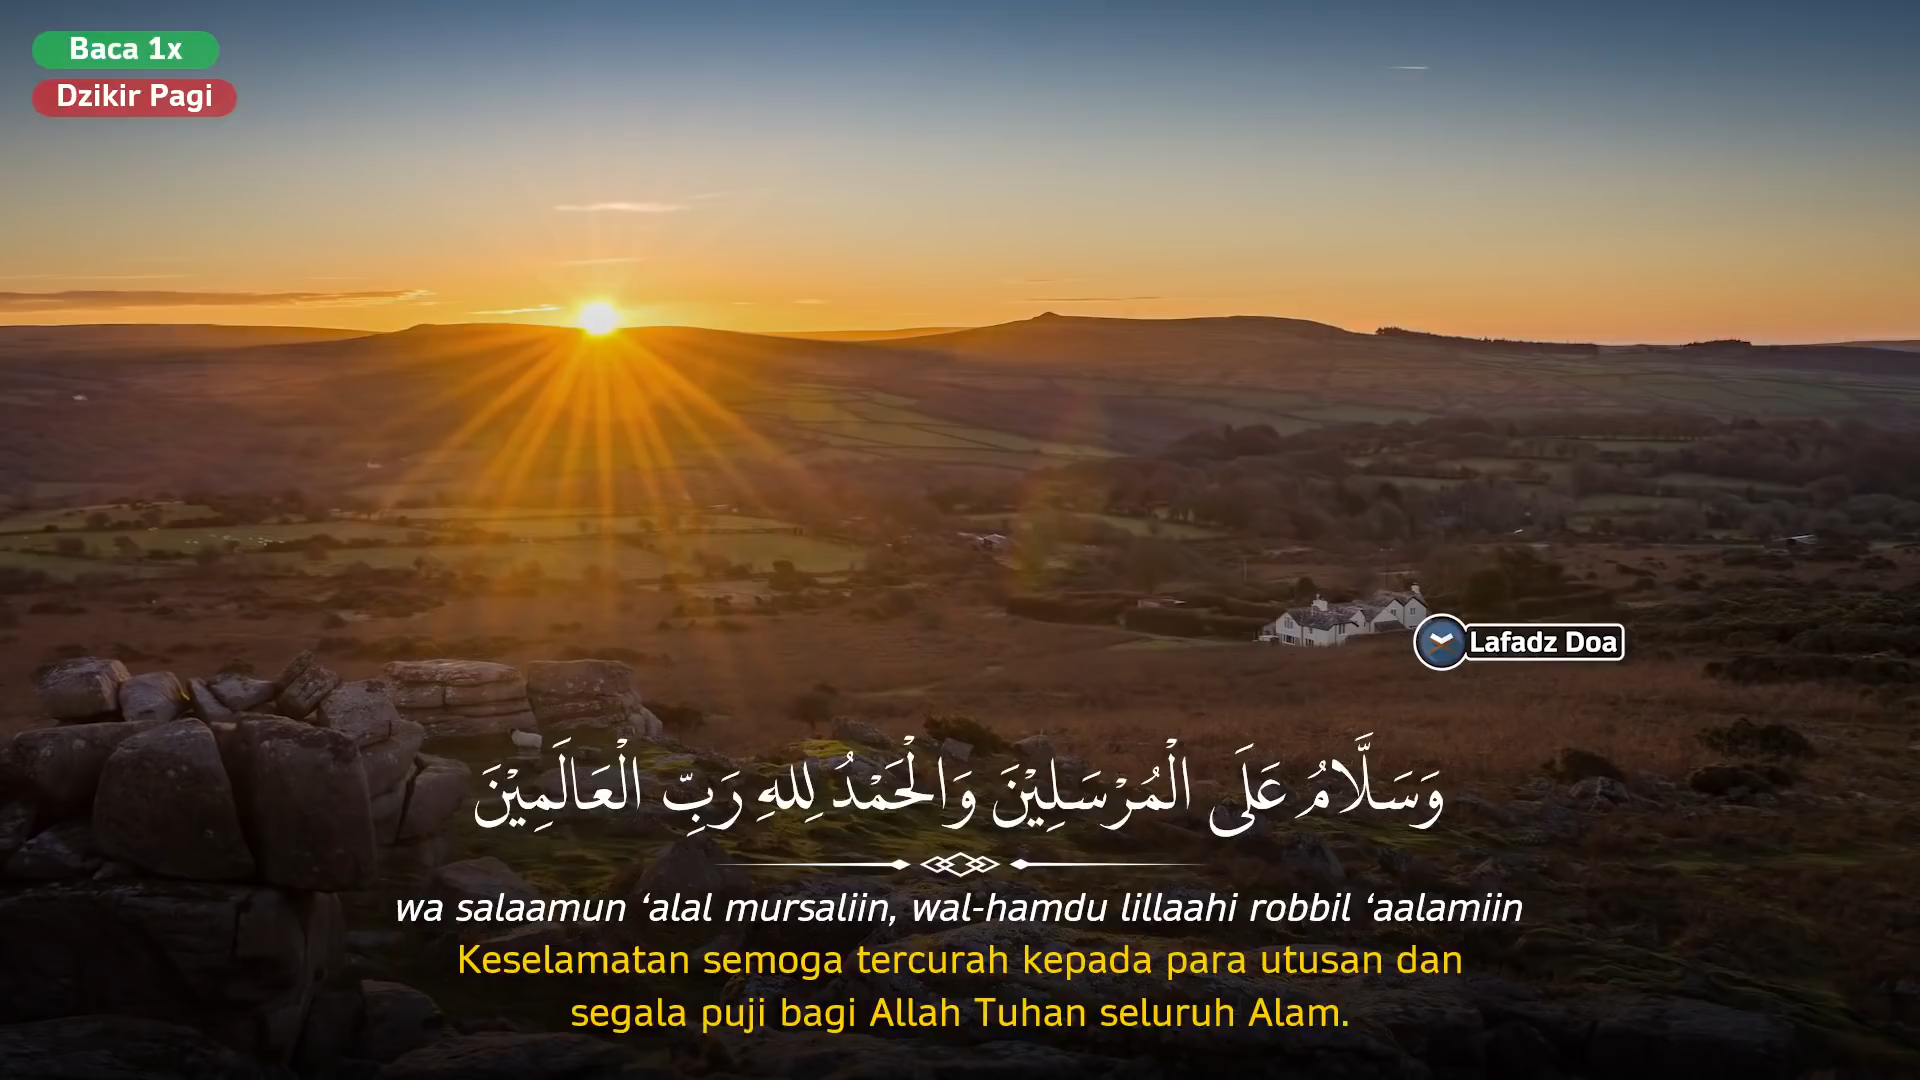 Baca 1x
Dzikir Pagi
Lafadz Doa
وَسَلَّامُ عَلَى الْمُرْسَلِيْنَ وَالْحَمْدُ لِلهِ رَبِّ الْعَالَمِيْنَ
wa salaamun ‘alal mursaliin, wal-hamdu lillaahi robbil ‘aalamiin
Keselamatan semoga tercurah kepada para utusan dan
segala puji bagi Allah Tuhan seluruh Alam.